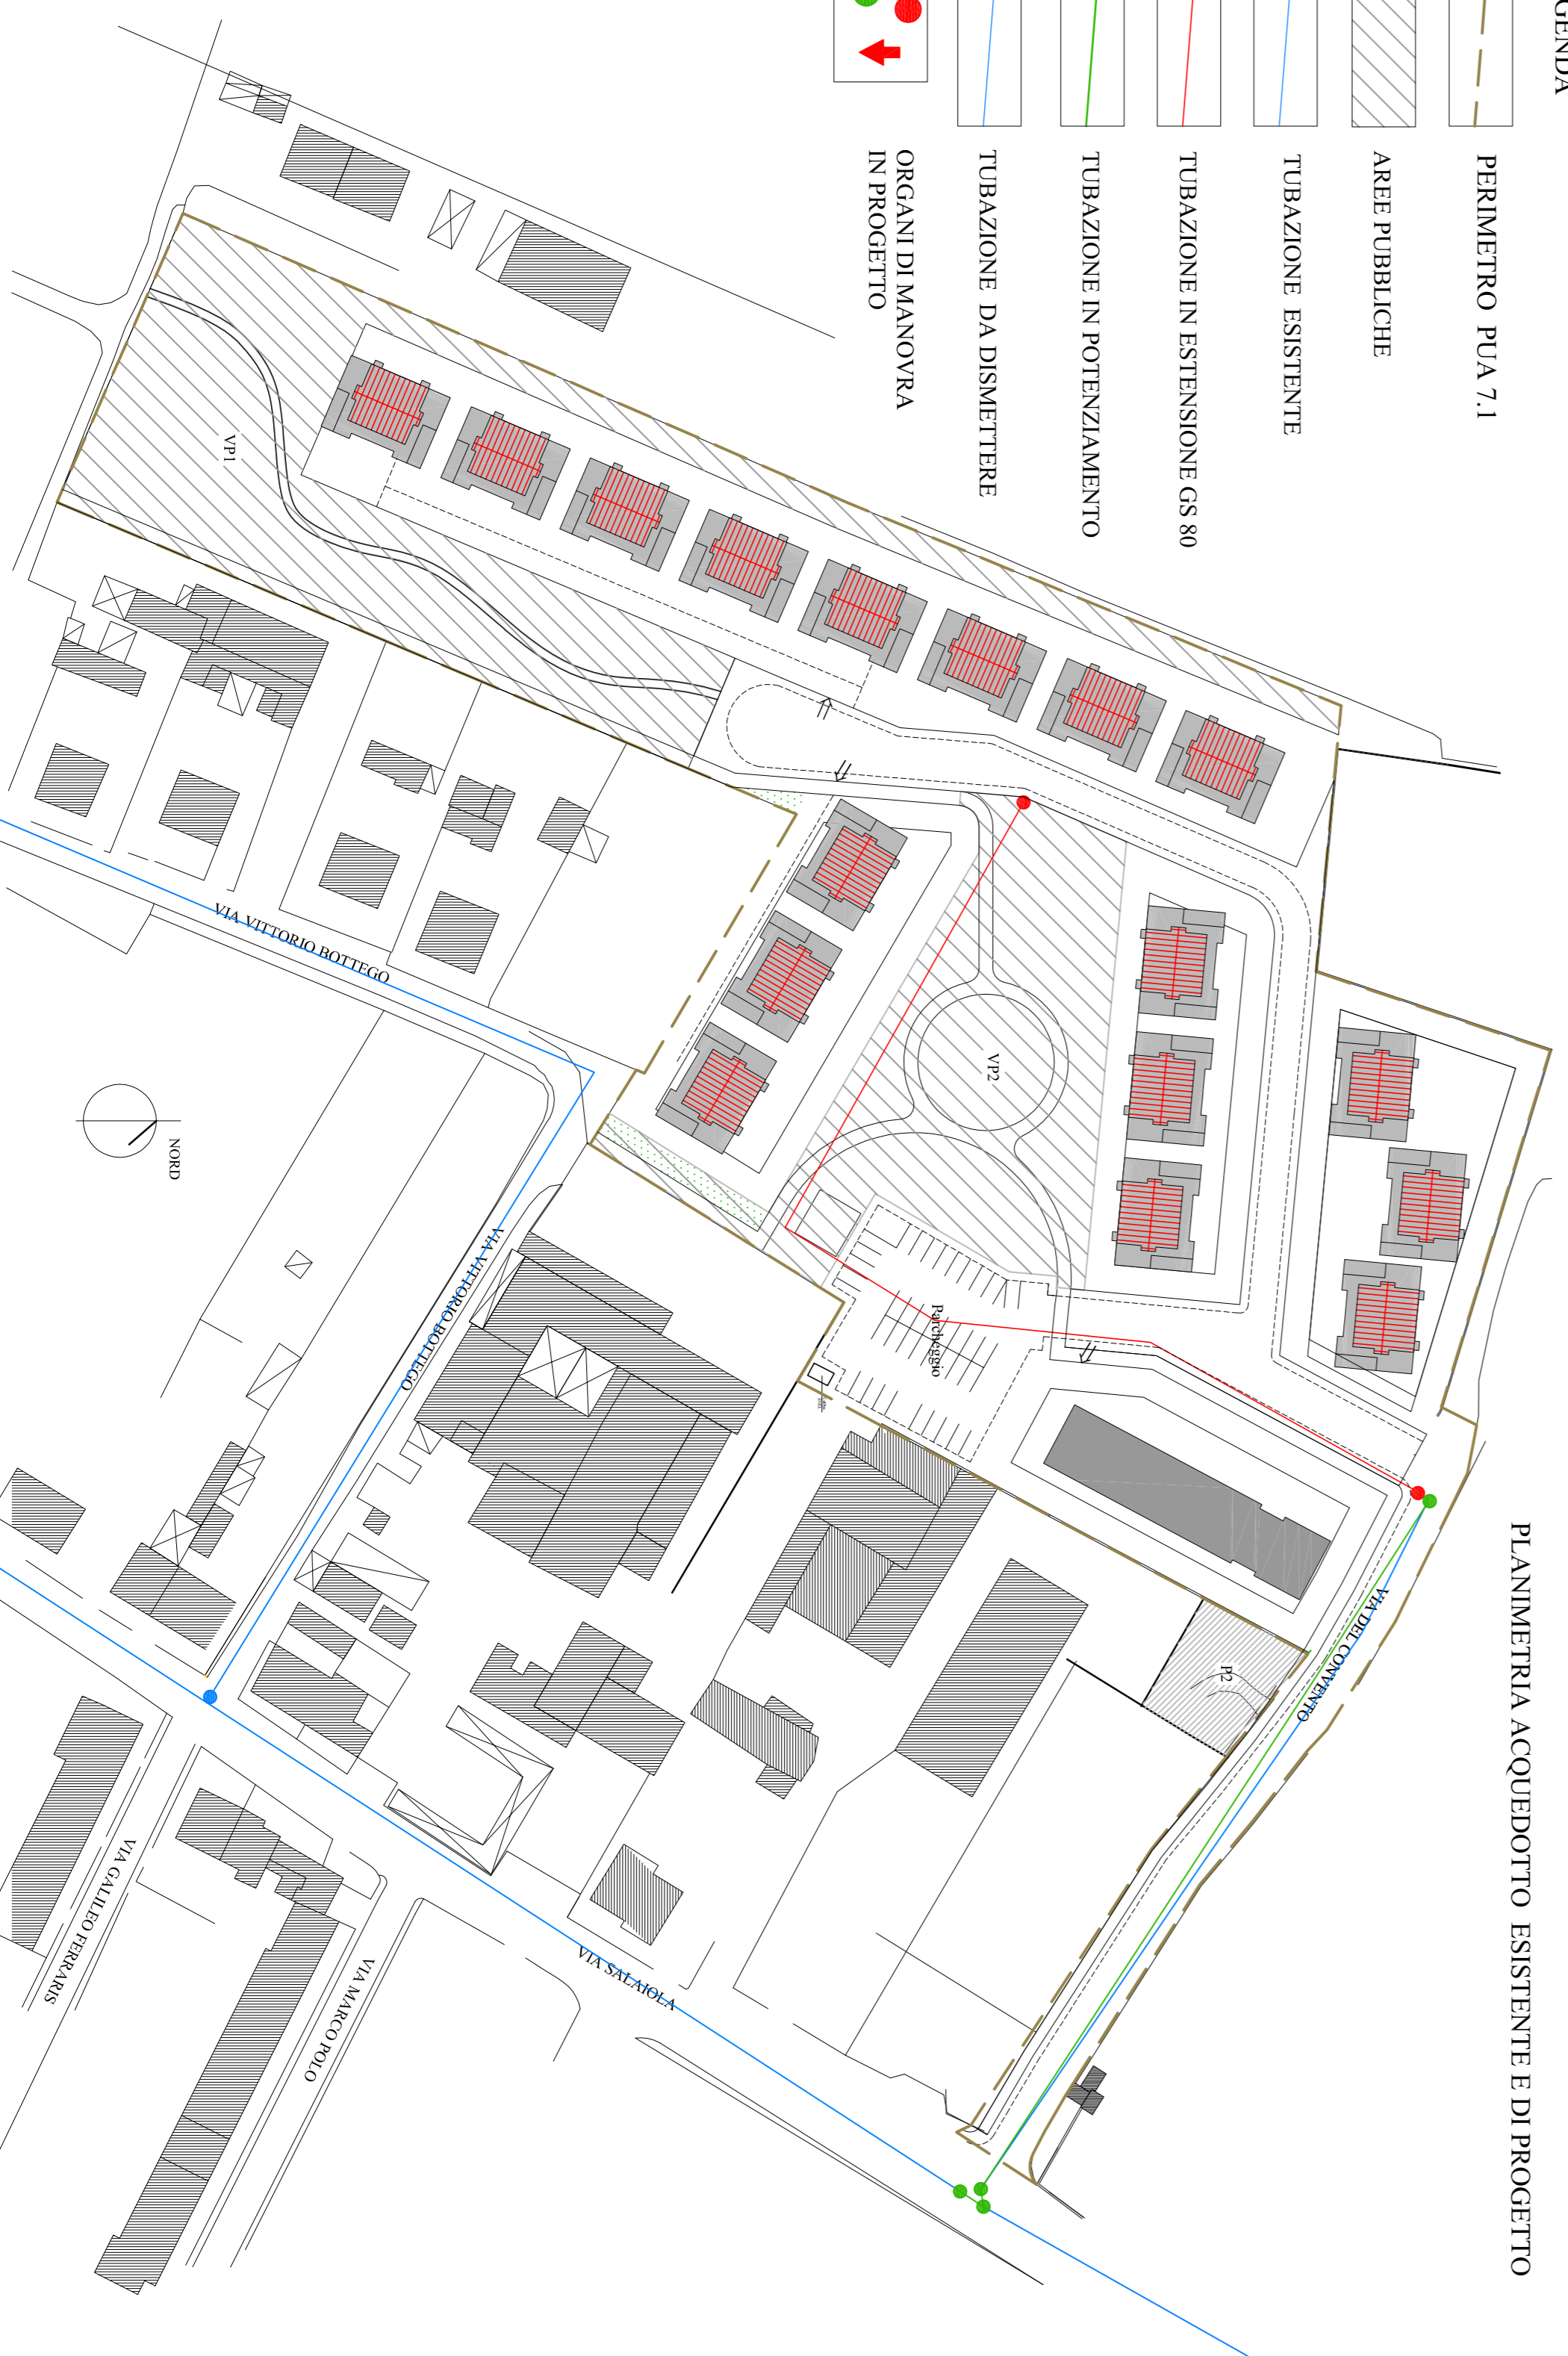 PLANIMETRIA ACQUEDOTTO ESISTENTE E DI PROGETTO
GENDA
PERIMETRO PUA 7.1
AREE PUBBLICHE
TUBAZIONE ESISTENTE
TUBAZIONE IN ESTENSIONE GS 80
TUBAZIONE IN POTENZIAMENTO
TUBAZIONE DA DISMETTERE
ORGANI DI MANOVRA
IN PROGETTO
VP1
VP2
P2
Parcheggio
VIA DEL CONVENTO
VIA VITTORIO BOTTEGO
VIA VITTORIO BOTTEGO
NORD
VIA SALAIOLA
VIA MARCO POLO
VIA GALILEO FERRARIS